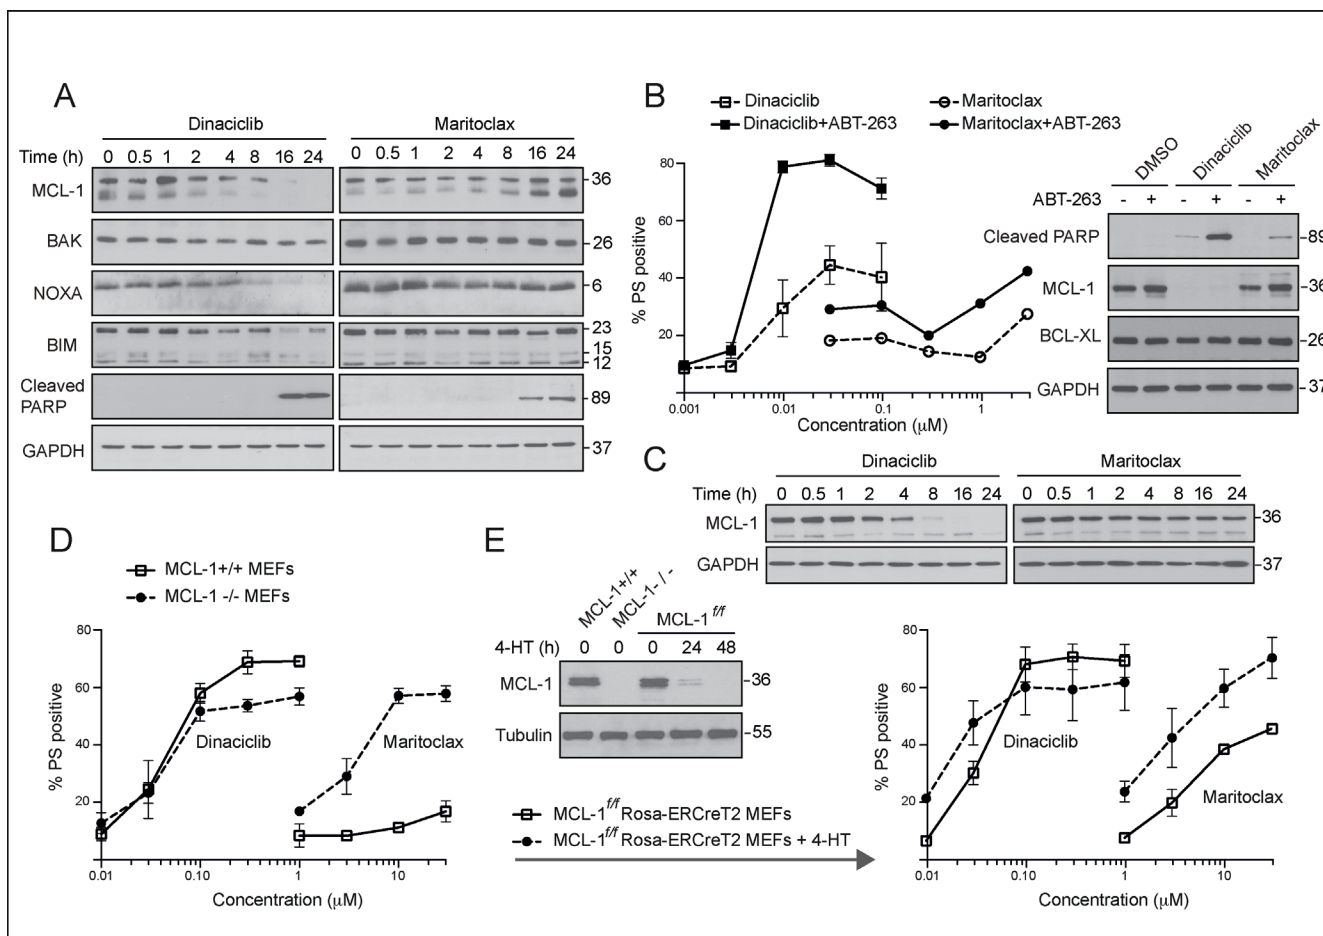 A
Dinaciclib Maritoclax
Time (h) 0 0.5 1 2 4 8 16 24 0 0.5 1 2 4 8 16 24
MCL-1 -36
BAK -26
NOXA -6
BIM -23
-15
-12
Cleaved
PARP -89
GAPDH -37
B
Dinaciclib Maritoclax
Dinaciclib+ABT-263 Maritoclax+ABT-263
% PS positive
80
60
40
20
0.001 0.01 0.1 1
Concentration (μM)
DMSO Dinaciclib Maritoclax
ABT-263 - + - + - +
Cleaved PARP -89
MCL-1 -36
BCL-XL -26
GAPDH -37
C
Dinaciclib Maritoclax
Time (h) 0 0.5 1 2 4 8 16 24 0 0.5 1 2 4 8 16 24
MCL-1 -36
GAPDH -37
D
MCL-1+/+ MEFs
MCL-1 -/- MEFs
% PS positive
80
60
40
20
Dinaciclib Maritoclax
0.01 0.10 1 10
Concentration (μM)
E
MCL-1+/+ MCL-1-/- MCL-1 f/f
4-HT (h) 0 0 0 24 48
MCL-1 -36
Tubulin -55
MCL-1 f/f Rosa-ERCreT2 MEFs
MCL-1 f/f Rosa-ERCreT2 MEFs + 4-HT
% PS positive
80
60
40
20
Dinaciclib
Maritoclax
0.01 0.10 1 10
Concentration (μM)